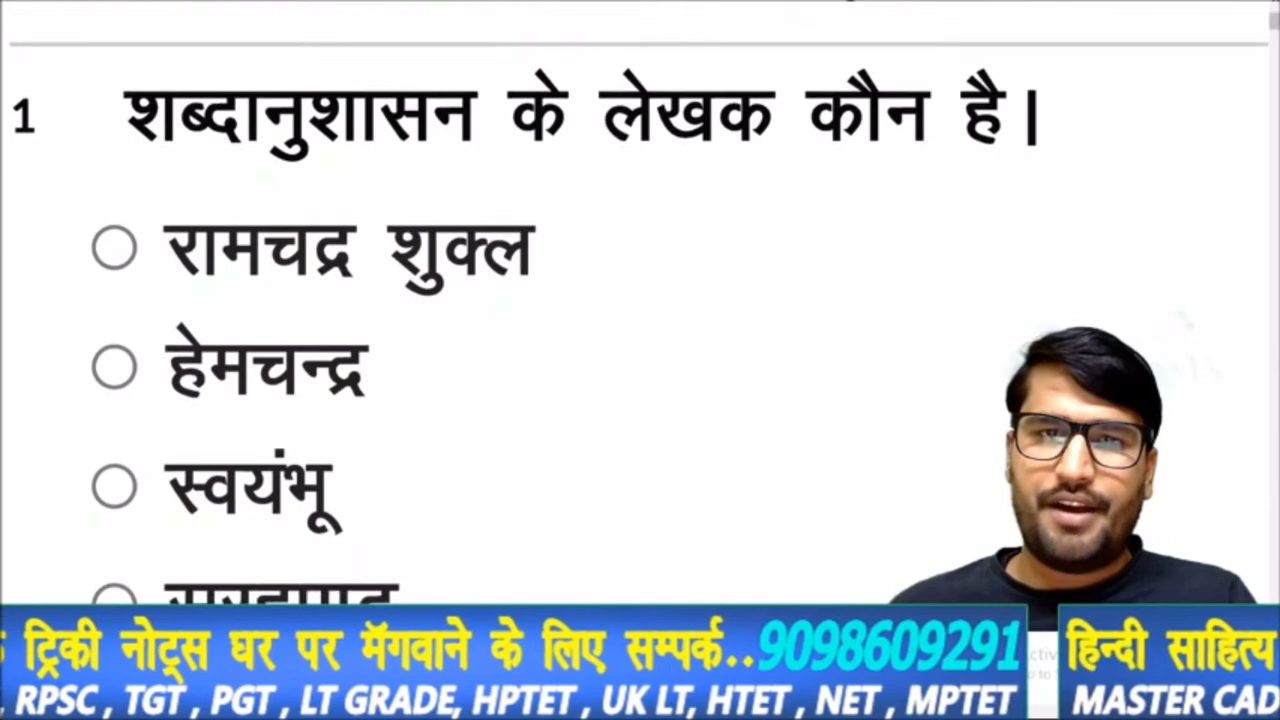 1 शब्दानुशासन के लेखक कौन है।
रामचद्र शुक्ल
हेमचन्द्र
स्वयंभू
ट्रिकी नोट्स घर पर मॅगवाने के लिए सम्पर्क..9098609291
हिन्दी साहित्य
RPSC , TGT , PGT , LT GRADE, HPTET , UK LT, HTET , NET , MPTET
MASTER CAD